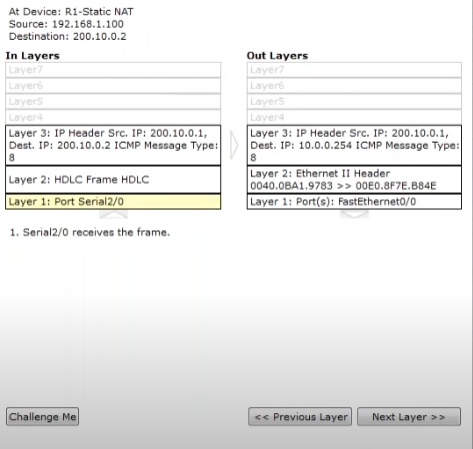 At Device: R1-Static NAT
Source: 192.168.1.100
Destination: 200.10.0.2
In Layers
Layer7
Layer6
Layer5
Layer4
Layer 3: IP Header Src. IP: 200.10.0.1,
Dest. IP: 200.10.0.2 ICMP Message Type:
8
Layer 2: HDLC Frame HDLC
Layer 1: Port Serial2/0
Out Layers
Layer7
Layer6
Layer5
Layer4
Layer 3: IP Header Src. IP: 200.10.0.1,
Dest. IP: 10.0.0.254 ICMP Message Type:
8
Layer 2: Ethernet II Header
0040.0BA1.9783 >> 00E0.8F7E.B84E
Layer 1: Port(s): FastEthernet0/0
1. Serial2/0 receives the frame.
Challenge Me
<< Previous Layer
Next Layer >>